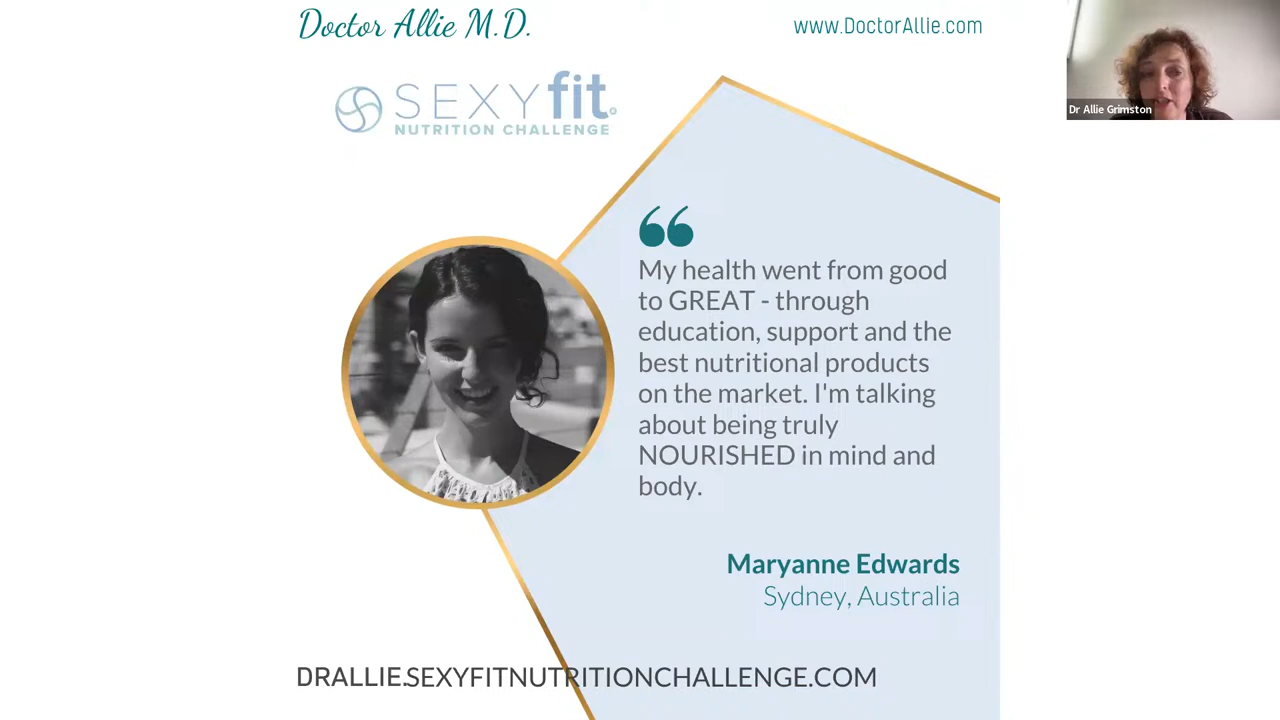 Doctor Allie M.D.
www.DoctorAllie.com
SEXYfit
NUTRITION CHALLENGE
Dr Allie Grimston
❝
My health went from good
to GREAT - through
education, support and the
best nutritional products
on the market. I'm talking
about being truly
NOURISHED in mind and
body.
Maryanne Edwards
Sydney, Australia
DRALLIE.SEXYFITNUTRITIONCHALLENGE.COM